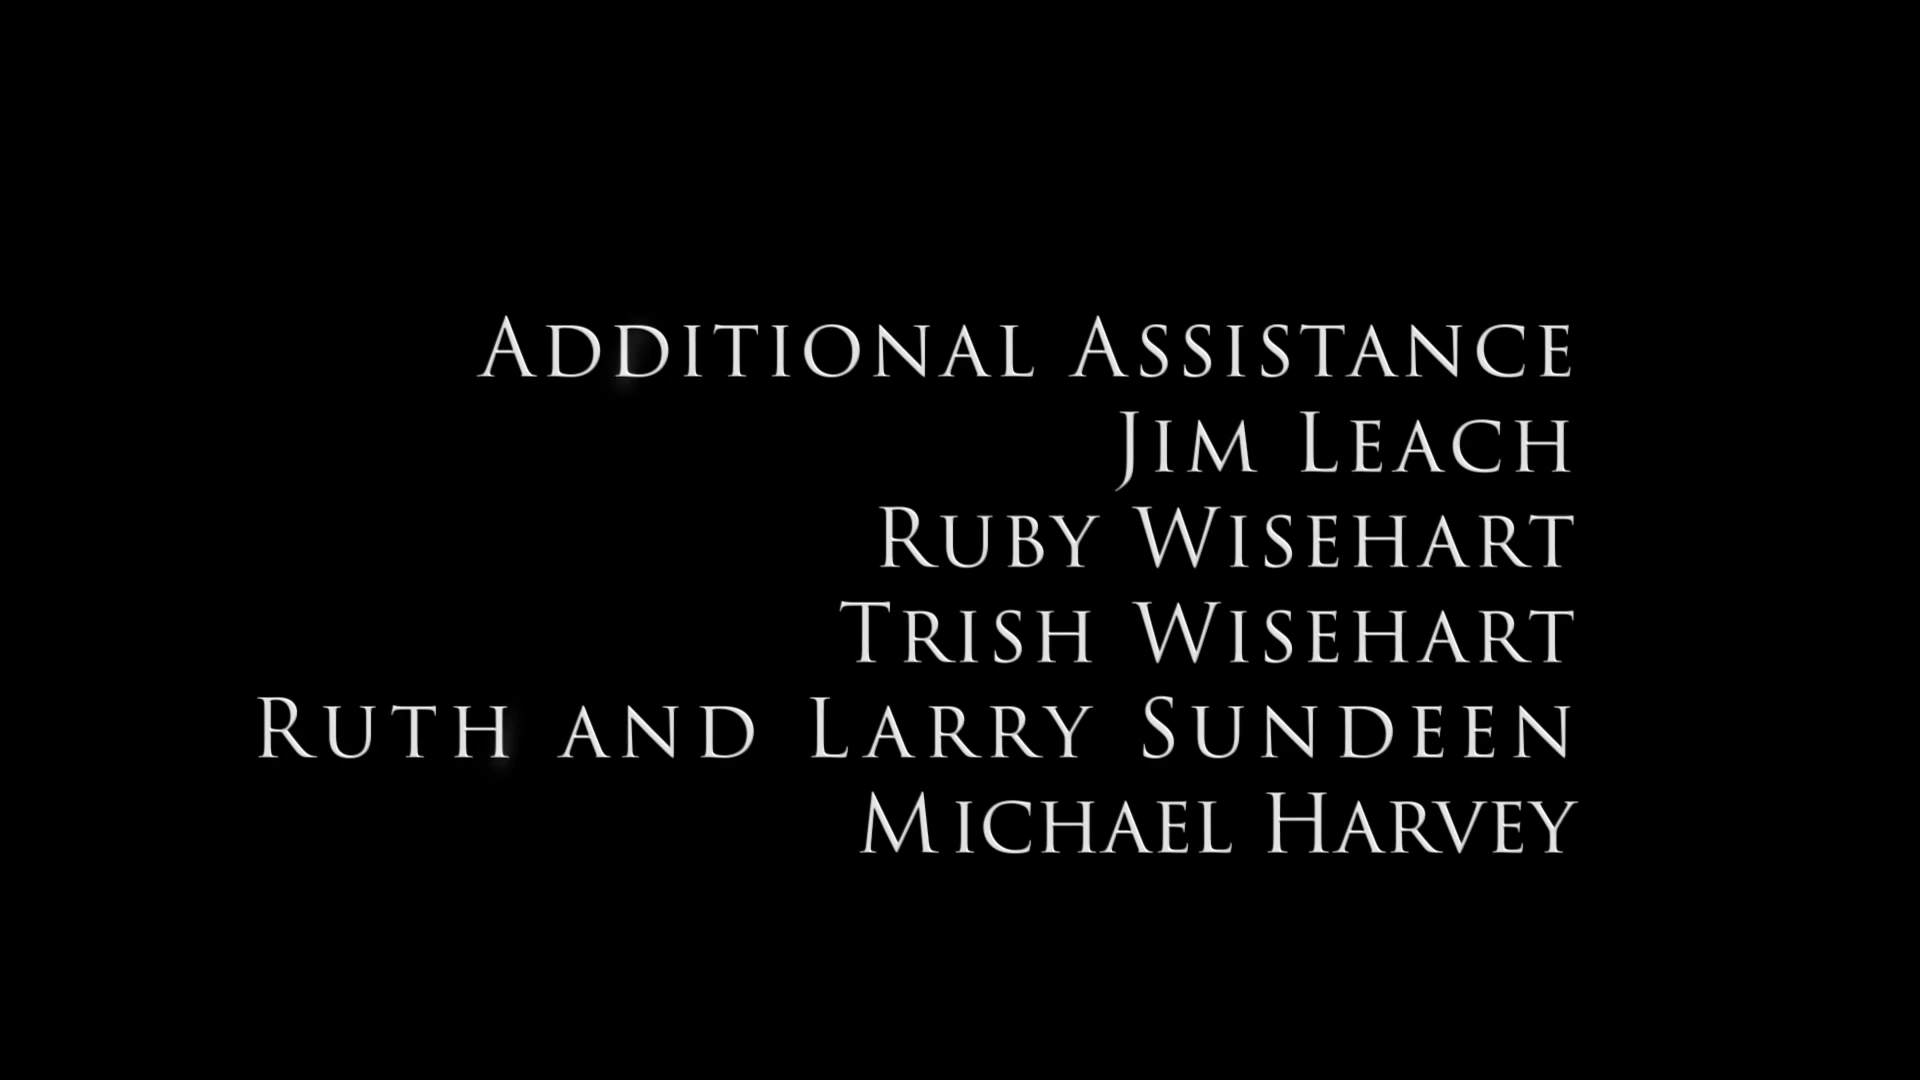 Additional Assistance
Jim Leach
Ruby Wisehart
Trish Wisehart
Ruth and Larry Sundeen
Michael Harvey